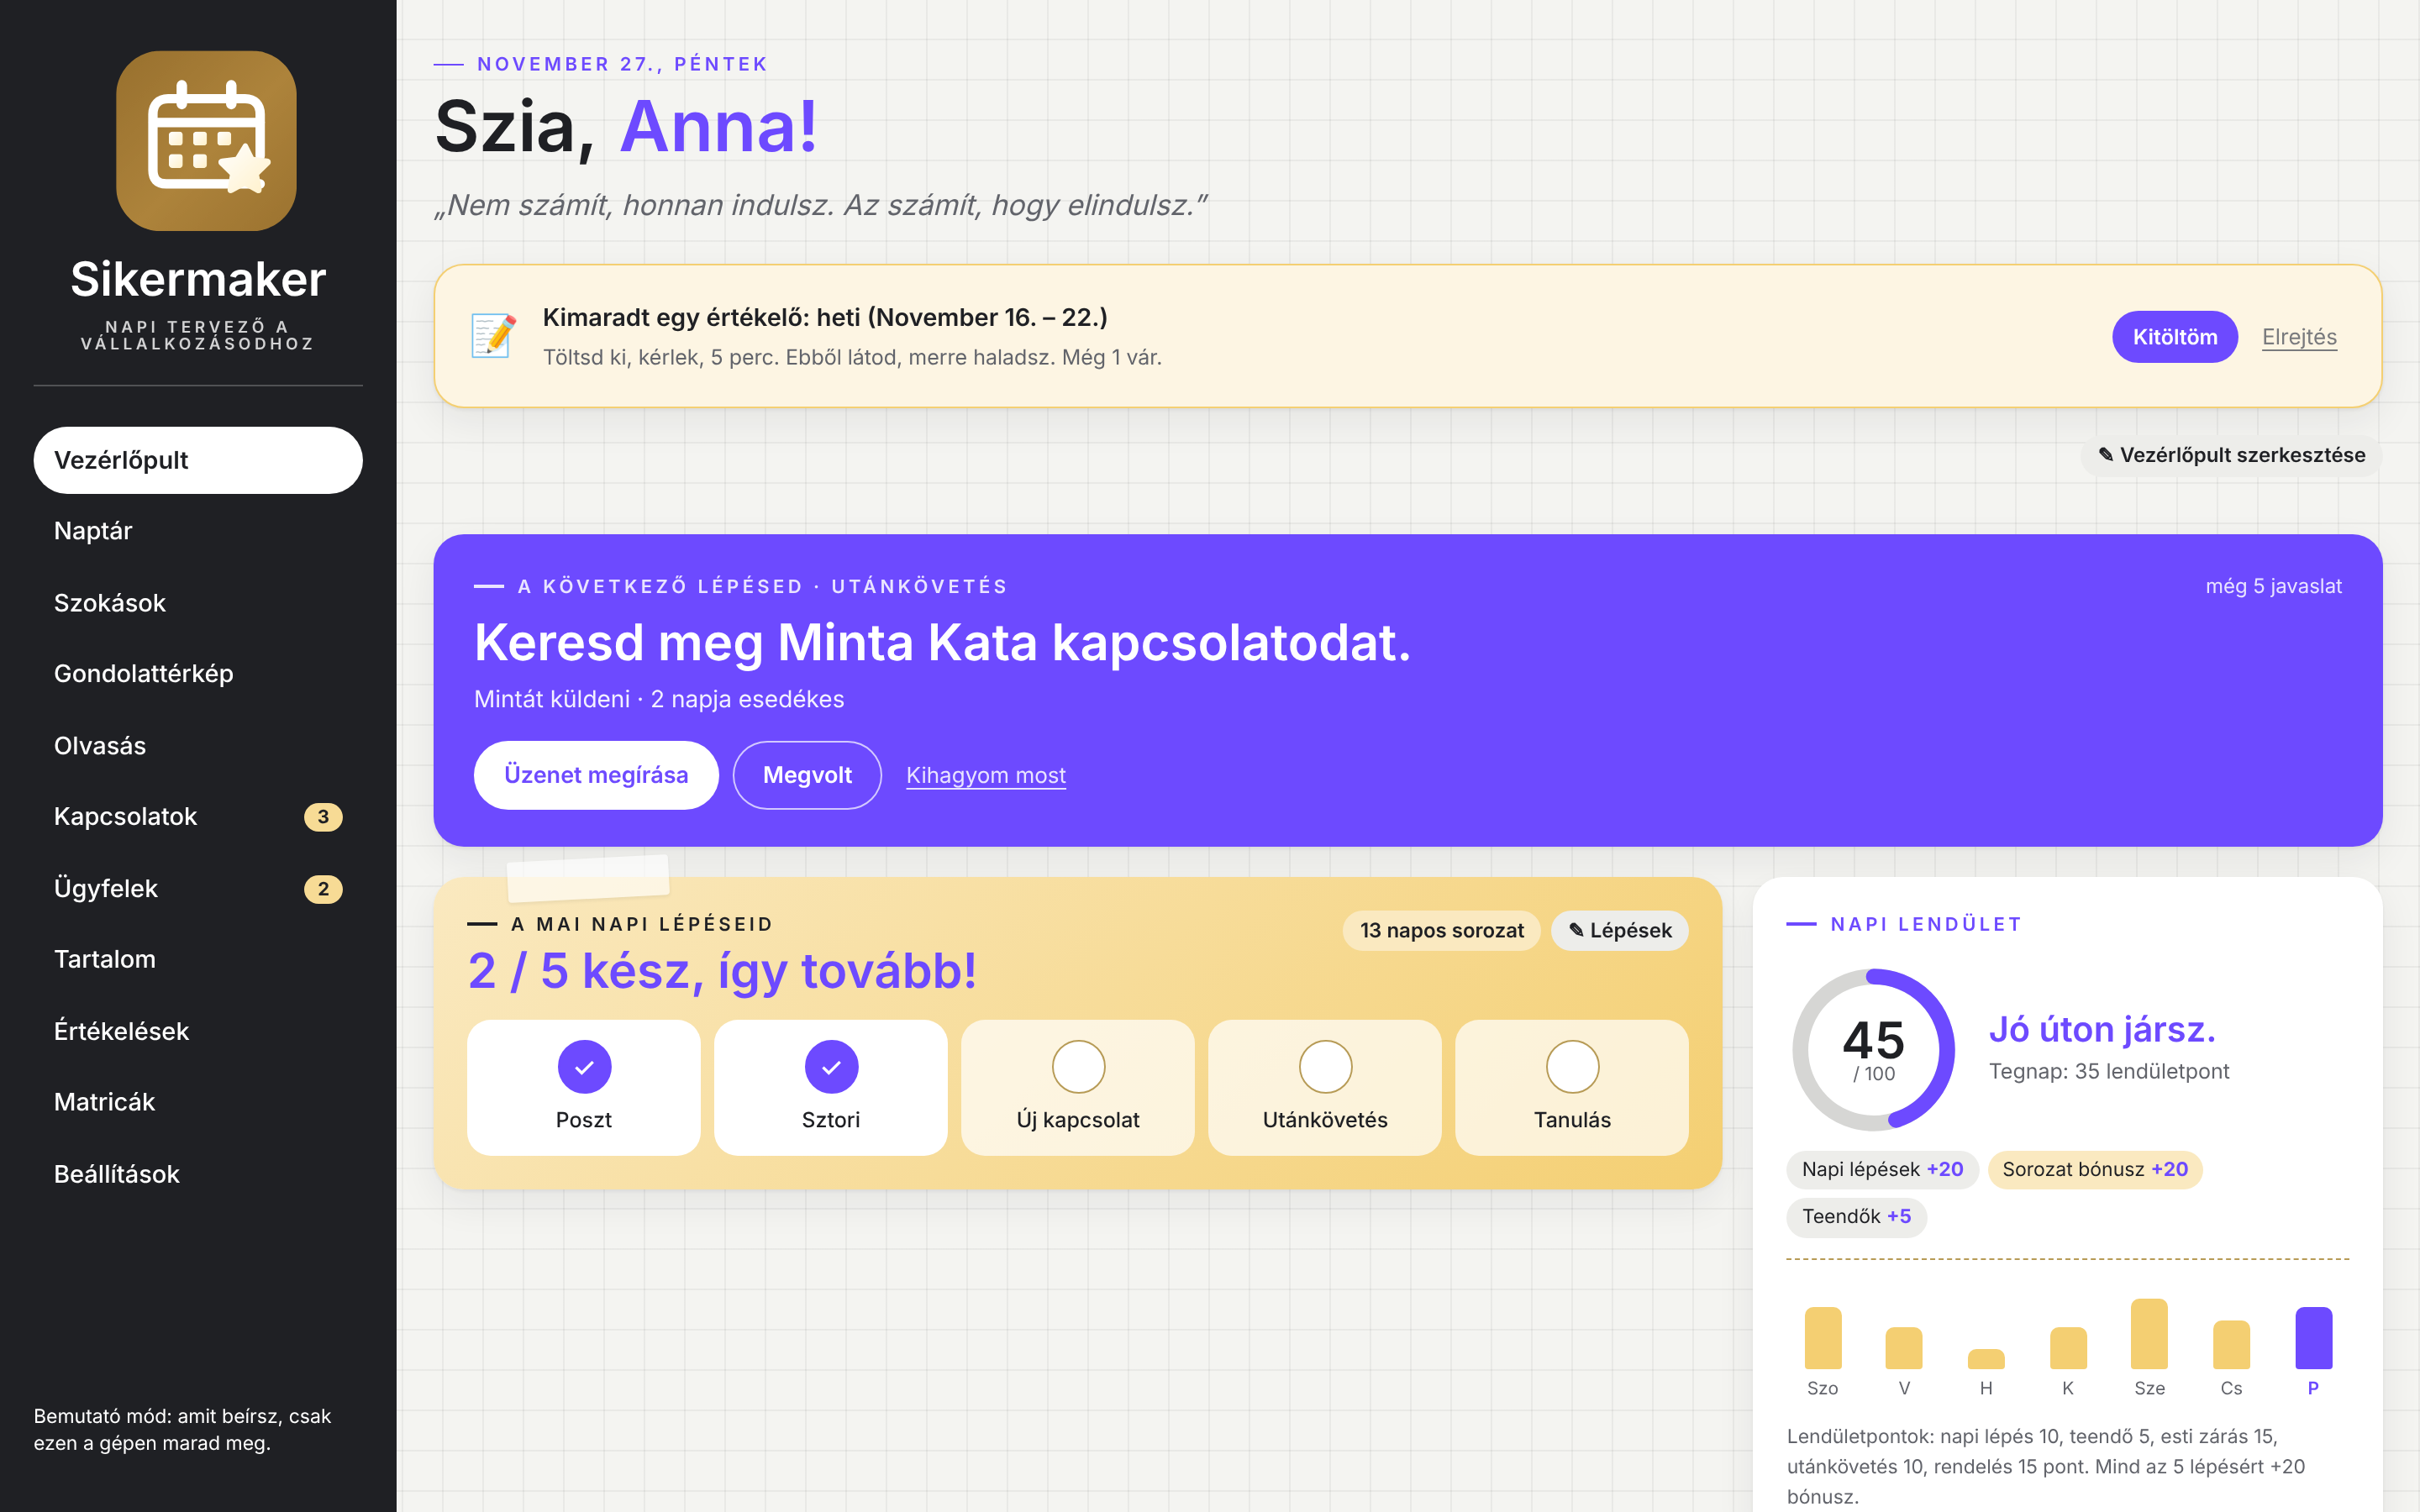 Sikermaker
NAPI TERVEZŐ A
VÁLLALKOZÁSODHOZ
Vezérlőpult
Naptár
Szokások
Gondolattérkép
Olvasás
Kapcsolatok 3
Ügyfelek 2
Tartalom
Értékelések
Matricák
Beállítások
Bemutató mód: amit beírsz, csak
ezen a gépen marad meg.
NOVEMBER 27., PÉNTEK
Szia, Anna!
„Nem számít, honnan indulsz. Az számít, hogy elindulsz.”
Kimaradt egy értékelő: heti (November 16. – 22.)
Töltsd ki, kérlek, 5 perc. Ebből látod, merre haladsz. Még 1 vár.
Kitöltöm
Elrejtés
✎ Vezérlőpult szerkesztése
A KÖVETKEZŐ LÉPÉSED · UTÁNKÖVETÉS
még 5 javaslat
Keresd meg Minta Kata kapcsolatodat.
Mintát küldeni · 2 napja esedékes
Üzenet megírása
Megvolt
Kihagyom most
A MAI NAPI LÉPÉSEID
13 napos sorozat
✎ Lépések
2 / 5 kész, így tovább!
Poszt
Sztori
Új kapcsolat
Utánkövetés
Tanulás
NAPI LENDÜLET
45
/ 100
Jó úton jársz.
Tegnap: 35 lendületpont
Napi lépések +20
Sorozat bónusz +20
Teendők +5
Szo V H K Sze Cs P
Lendületpontok: napi lépés 10, teendő 5, esti zárás 15,
utánkövetés 10, rendelés 15 pont. Mind az 5 lépésért +20
bónusz.